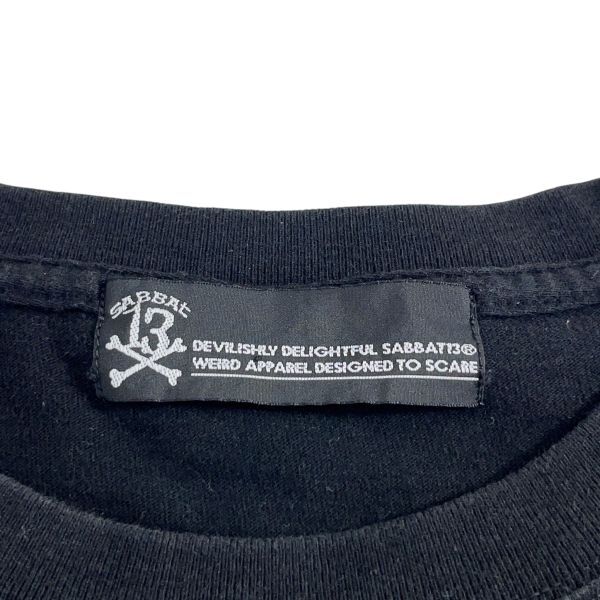 SABBAT
13
DEVILISHLY DELIGHTFUL SABBAT13®
WEIRD APPAREL DESIGNED TO SCARE